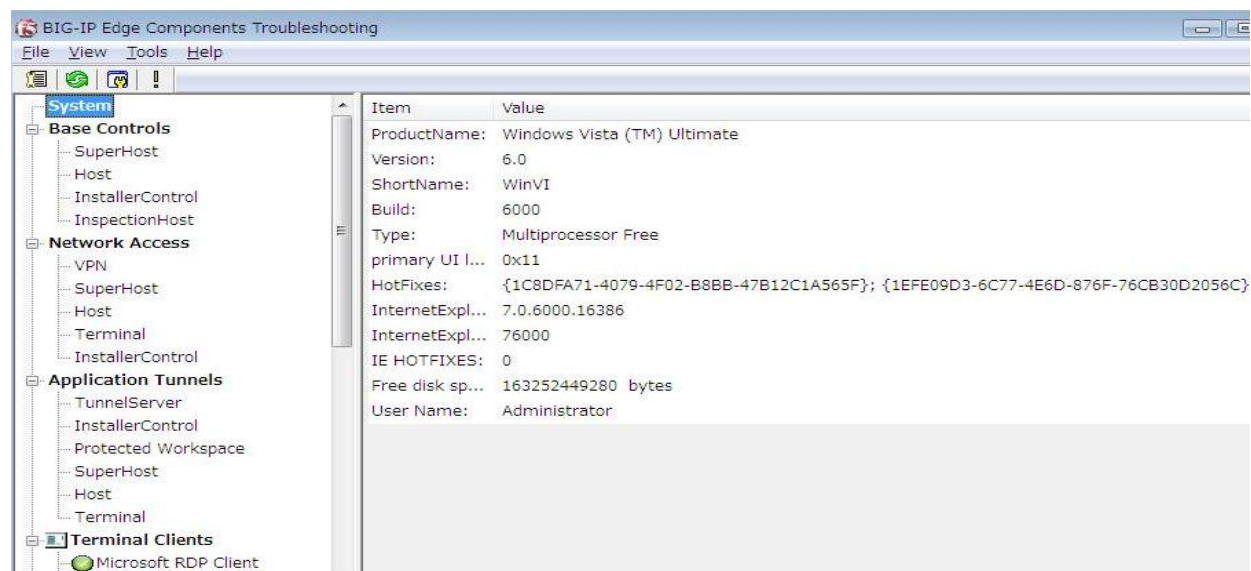 BIG-IP Edge Components Troubleshooting
File View Tools Help
System
Base Controls
SuperHost
Host
InstallerControl
InspectionHost
Network Access
VPN
SuperHost
Host
Terminal
InstallerControl
Application Tunnels
TunnelServer
InstallerControl
Protected Workspace
SuperHost
Host
Terminal
Terminal Clients
Microsoft RDP Client
Item Value
ProductName: Windows Vista (TM) Ultimate
Version: 6.0
ShortName: WinVI
Build: 6000
Type: Multiprocessor Free
primary UI l... 0x11
HotFixes: {1C8DFA71-4079-4F02-B8BB-47B12C1A565F}; {1EFE09D3-6C77-4E6D-876F-76CB30D2056C}
InternetExpl... 7.0.6000.16386
InternetExpl... 76000
IE HOTFIXES: 0
Free disk sp... 163252449280 bytes
User Name: Administrator